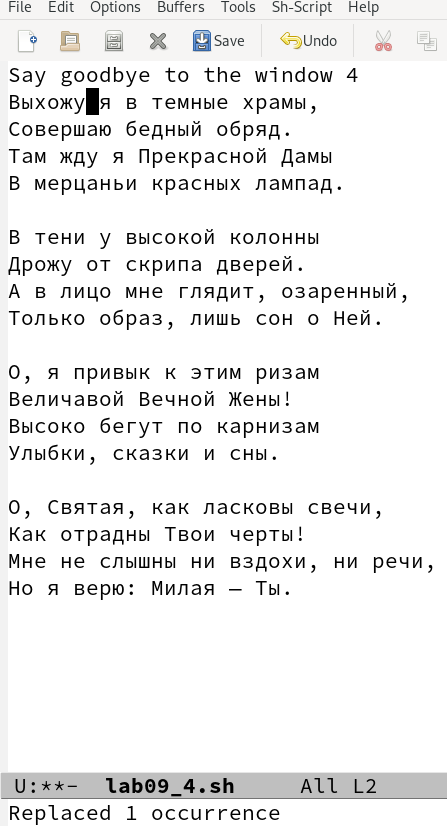 File Edit Options Buffers Tools Sh-Script Help
Save Undo
Say goodbye to the window 4
Выхожу я в темные храмы,
Совершаю бедный обряд.
Там жду я Прекрасной Дамы
В мерцаньи красных лампад.
В тени у высокой колонны
Дрожу от скрипа дверей.
А в лицо мне глядит, озаренный,
Только образ, лишь сон о Ней.
О, я привык к этим ризам
Величавой Вечной Жены!
Высоко бегут по карнизам
Улыбки, сказки и сны.
О, Святая, как ласковы свечи,
Как отрадны Твои черты!
Мне не слышны ни вздохи, ни речи,
Но я верю: Милая — Ты.
U:**- lab09_4.sh All L2
Replaced 1 occurrence